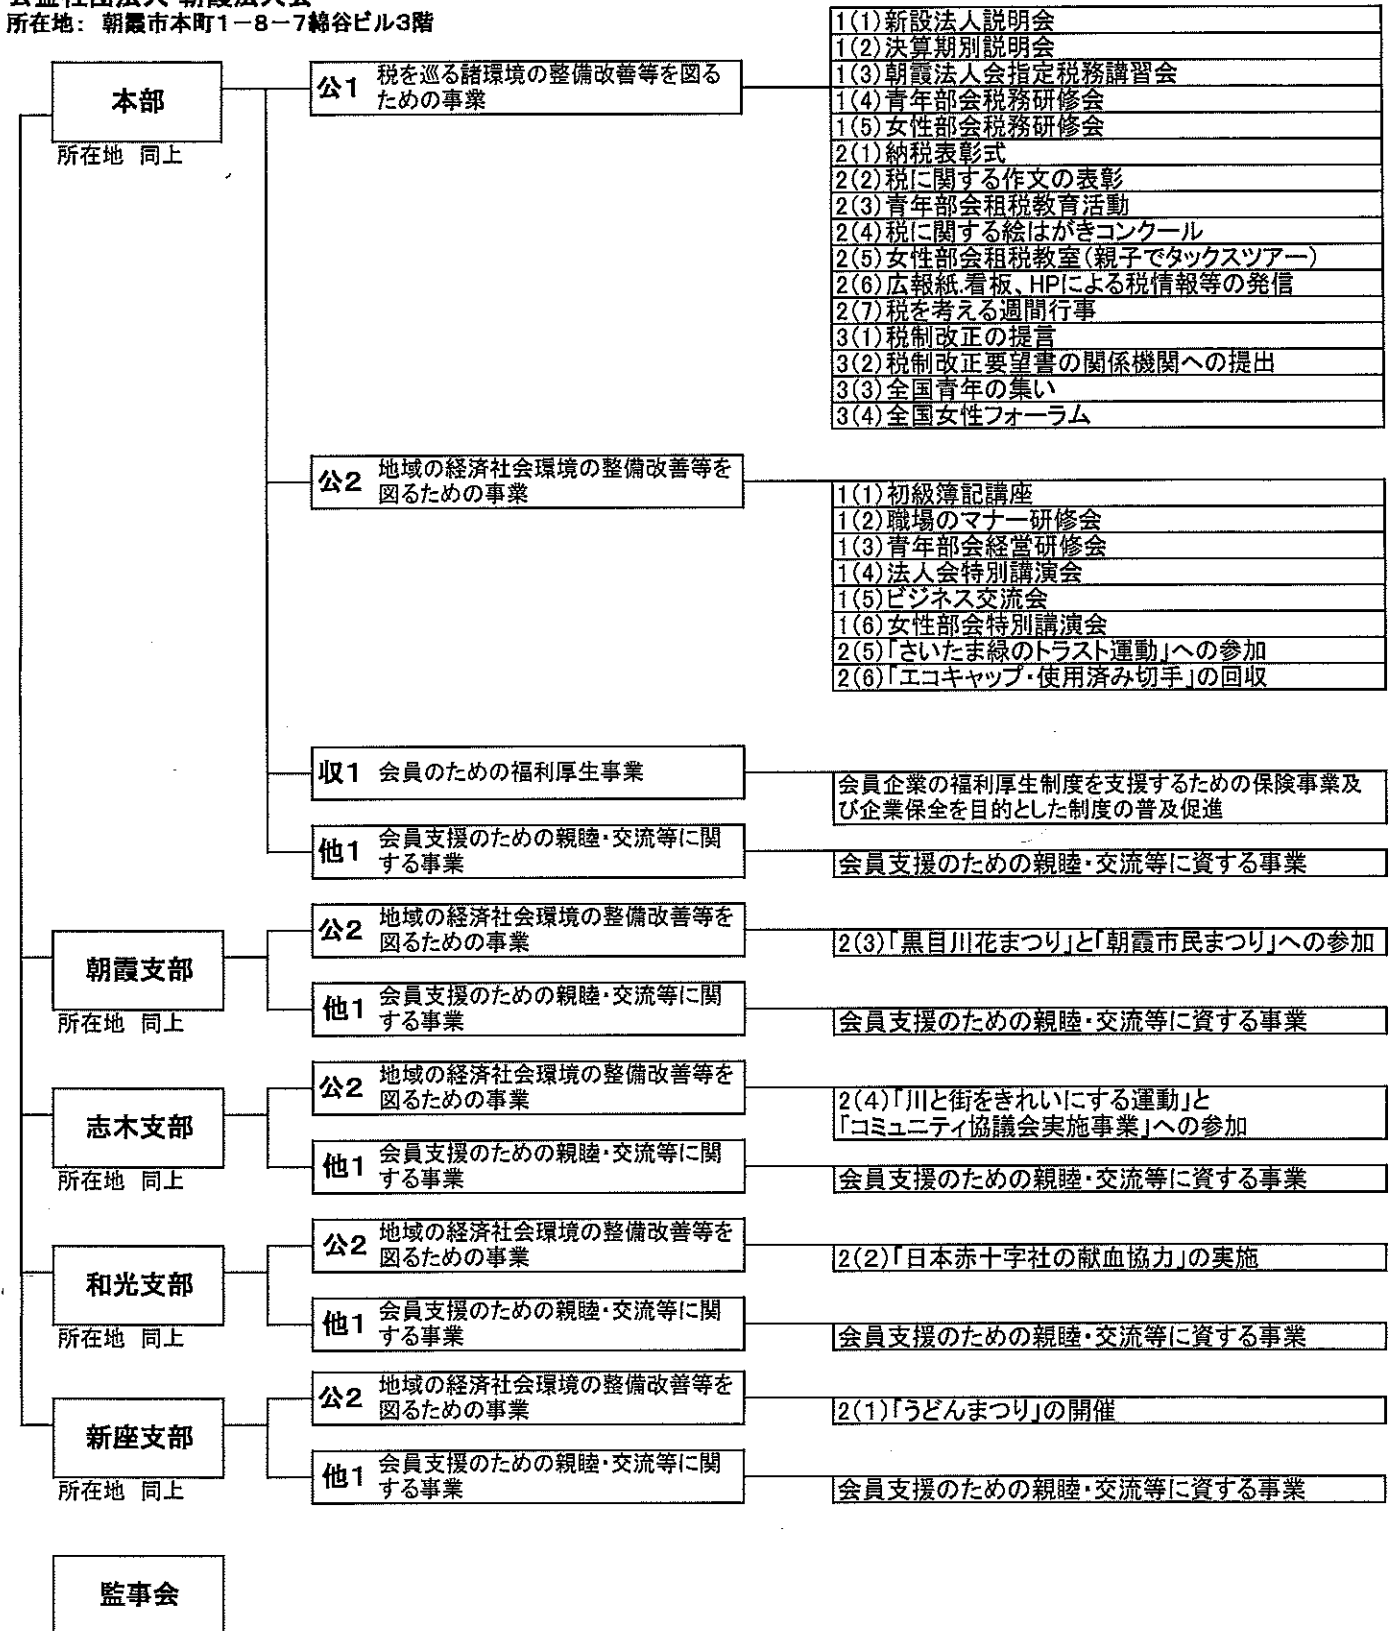 公益社団法人 朝霞法人会
所在地： 朝霞市本町1－8－7綿谷ビル3階
本部
所在地 同上
公1 税を巡る諸環境の整備改善等を図る
ための事業
1(1)新設法人説明会
1(2)決算期別説明会
1(3)朝霞法人会指定税務講習会
1(4)青年部会税務研修会
1(5)女性部会税務研修会
2(1)納税表彰式
2(2)税に関する作文の表彰
2(3)青年部会租税教育活動
2(4)税に関する絵はがきコンクール
2(5)女性部会租税教室(親子でタックスツアー)
2(6)広報紙.看板、HPによる税情報等の発信
2(7)税を考える週間行事
3(1)税制改正の提言
3(2)税制改正要望書の関係機関への提出
3(3)全国青年の集い
3(4)全国女性フォーラム
公2 地域の経済社会環境の整備改善等を
図るための事業
1(1)初級簿記講座
1(2)職場のマナー研修会
1(3)青年部会経営研修会
1(4)法人会特別講演会
1(5)ビジネス交流会
1(6)女性部会特別講演会
2(5)「さいたま緑のトラスト運動」への参加
2(6)「エコキャップ・使用済み切手」の回収
収1 会員のための福利厚生事業
会員企業の福利厚生制度を支援するための保険事業及
び企業保全を目的とした制度の普及促進
他1 会員支援のための親睦・交流等に関
する事業
会員支援のための親睦・交流等に資する事業
朝霞支部
所在地 同上
公2 地域の経済社会環境の整備改善等を
図るための事業
2(3)「黒目川花まつり」と「朝霞市民まつり」への参加
他1 会員支援のための親睦・交流等に関
する事業
会員支援のための親睦・交流等に資する事業
志木支部
所在地 同上
公2 地域の経済社会環境の整備改善等を
図るための事業
2(4)「川と街をきれいにする運動」と
「コミュニティ協議会実施事業」への参加
他1 会員支援のための親睦・交流等に関
する事業
会員支援のための親睦・交流等に資する事業
和光支部
所在地 同上
公2 地域の経済社会環境の整備改善等を
図るための事業
2(2)「日本赤十字社の献血協力」の実施
他1 会員支援のための親睦・交流等に関
する事業
会員支援のための親睦・交流等に資する事業
新座支部
所在地 同上
公2 地域の経済社会環境の整備改善等を
図るための事業
2(1)「うどんまつり」の開催
他1 会員支援のための親睦・交流等に関
する事業
会員支援のための親睦・交流等に資する事業
監事会